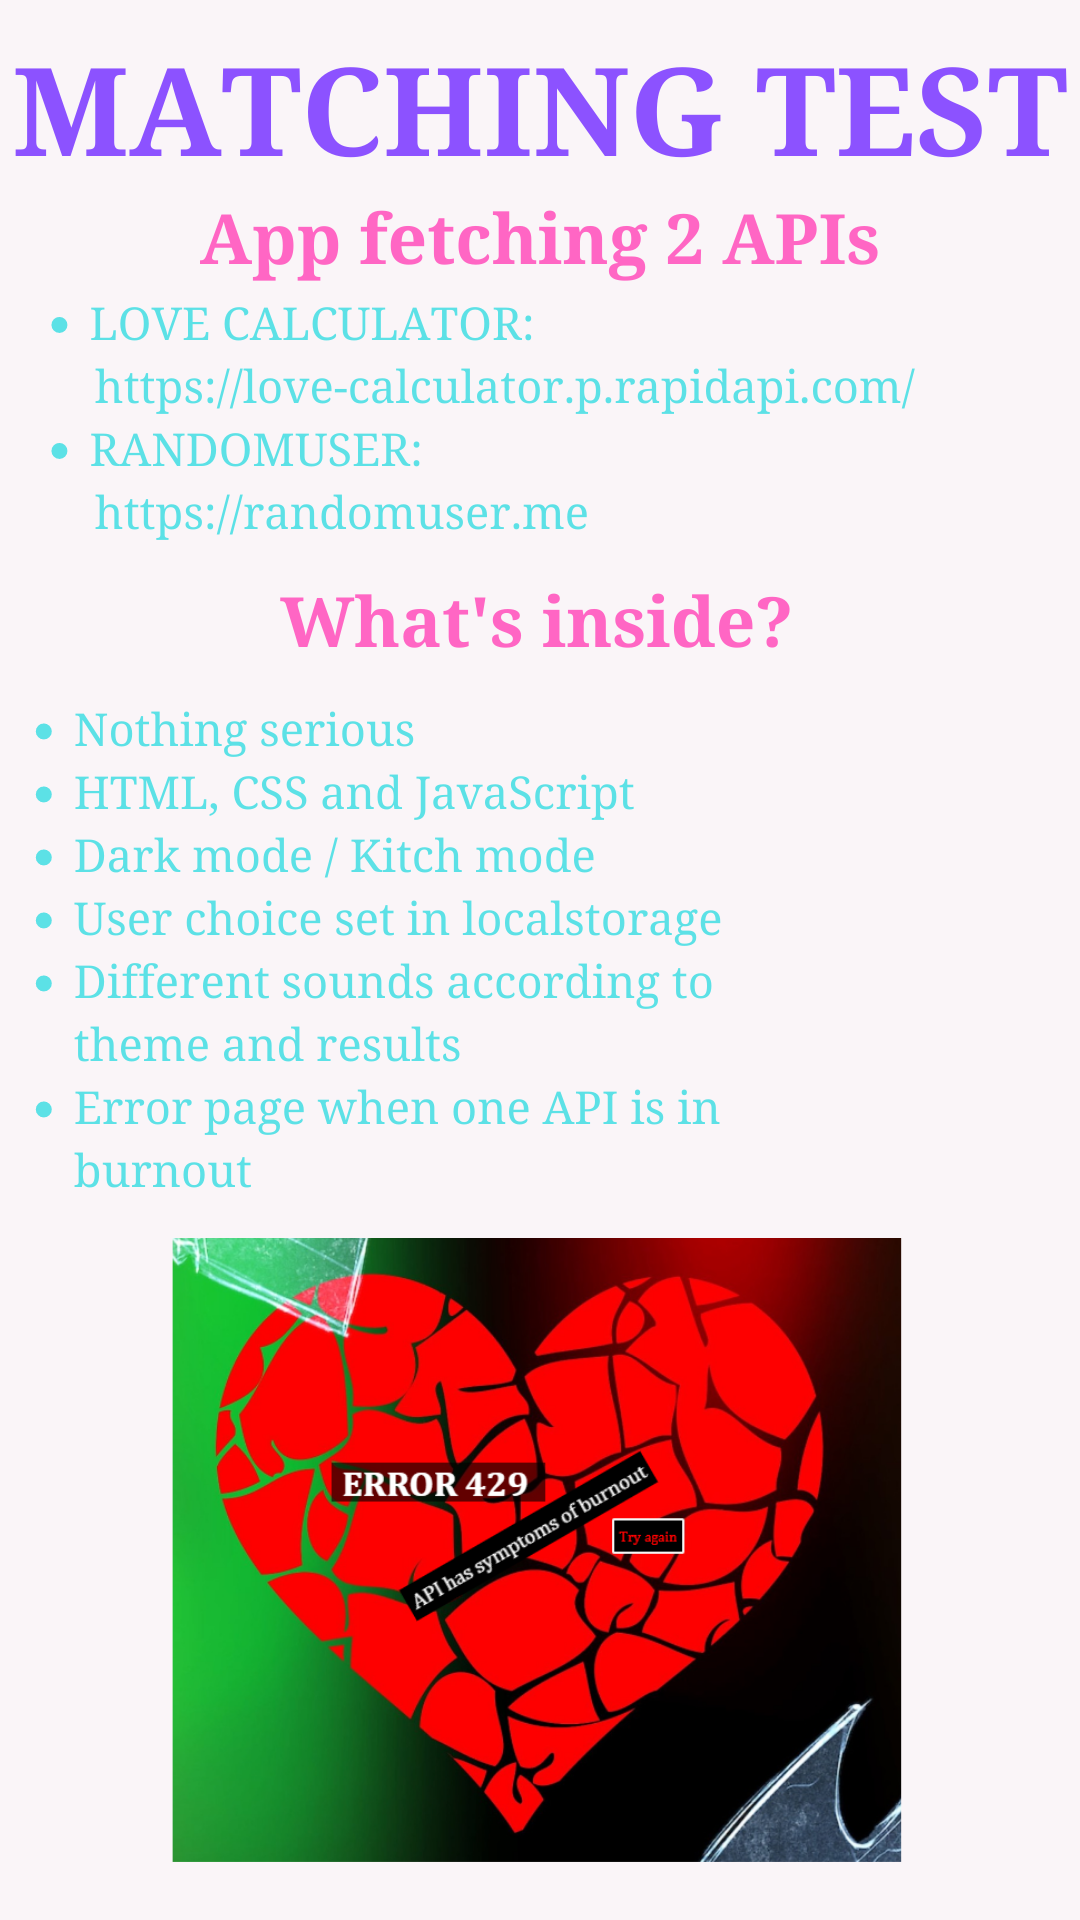 MATCHING TEST
App fetching 2 APIs
• LOVE CALCULATOR:
https://love-calculator.p.rapidapi.com/
• RANDOMUSER:
https://randomuser.me
What's inside?
• Nothing serious
• HTML, CSS and JavaScript
• Dark mode / Kitch mode
• User choice set in localstorage
• Different sounds according to
theme and results
• Error page when one API is in
burnout
ERROR 429
API has symptoms of burnout
Try again